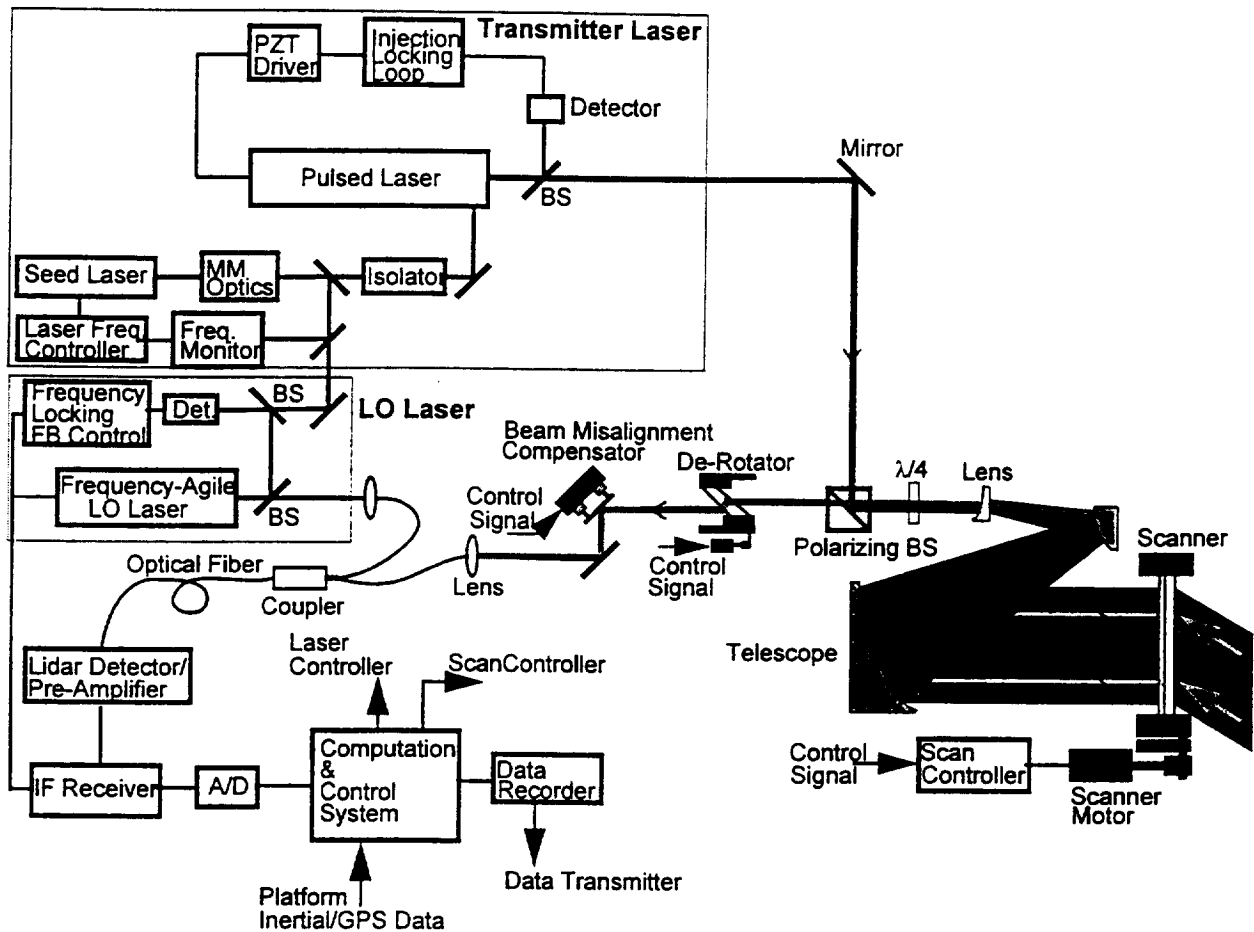 Transmitter Laser
PZT
Driver
Injection
Locking
Loop
Detector
Mirror
Pulsed Laser
BS
Seed Laser
MM
Optics
Isolator
Laser Freq
Controller
Freq.
Monitor
Frequency
Locking
FB Control
Det.
BS
LO Laser
Frequency-Agile
LO Laser
BS
Beam Misalignment
Compensator
Control
Signal
De-Rotator
Control
Signal
λ/4
Lens
Polarizing BS
Scanner
Optical Fiber
Coupler
Lens
Telescope
Laser
Controller
ScanController
Lidar Detector/
Pre-Amplifier
Computation
&
Control
System
IF Receiver
A/D
Data
Recorder
Control
Signal
Scan
Controller
Scanner
Motor
Data Transmitter
Platform
Inertial/GPS Data